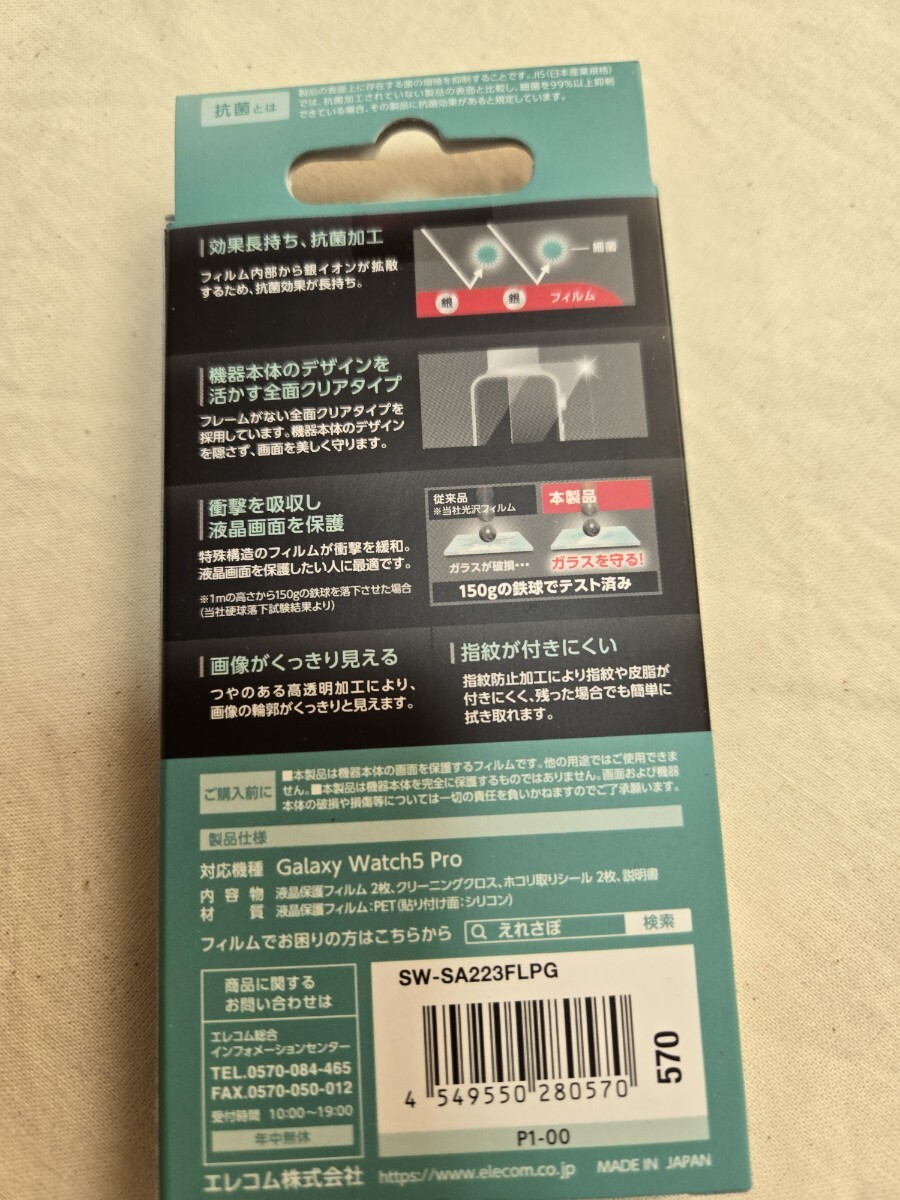 抗菌とは
製品の表面上に存在する菌の増殖を抑制することです。JIS(日本産業規格)
では、抗菌加工されていない製品の表面と比較し、細菌を99%以上抑制
できている場合、その製品に抗菌効果があると規定しています。
効果長持ち、抗菌加工
フィルム内部から銀イオンが拡散
するため、抗菌効果が長持ち。
細菌
銀
銀
フィルム
機器本体のデザインを
活かす全面クリアタイプ
フレームがない全面クリアタイプを
採用しています。機器本体のデザイン
を隠さず、画面を美しく守ります。
衝撃を吸収し
液晶画面を保護
特殊構造のフィルムが衝撃を緩和。
液晶画面を保護したい人に最適です。
※1mの高さから150gの鉄球を落下させた場合
(当社硬球落下試験結果より)
従来品
※当社光沢フィルム
本製品
ガラスが破損・・・
ガラスを守る!
150gの鉄球でテスト済み
画像がくっきり見える
つやのある高透明加工により、
画像の輪郭がくっきりと見えます。
指紋が付きにくい
指紋防止加工により指紋や皮脂が
付きにくく、残った場合でも簡単に
拭き取れます。
ご購入前に
■本製品は機器本体の画面を保護するフィルムです。他の用途ではご使用できま
せん。■本製品は機器本体を完全に保護するものではありません。画面および機器
本体の破損や損傷等については一切の責任を負いかねますのでご了承願います。
製品仕様
対応機種 Galaxy Watch5 Pro
内容物 液晶保護フィルム 2枚、クリーニングクロス、ホコリ取りシール 2枚、説明書
材質 液晶保護フィルム:PET(貼り付け面:シリコン)
フィルムでお困りの方はこちらから えれさぽ 検索
商品に関する
お問い合わせは
エレコム総合
インフォメーションセンター
TEL.0570-084-465
FAX.0570-050-012
受付時間 10:00~19:00
年中無休
SW-SA223FLPG
570
4 549550 280570
P1-00
エレコム株式会社 https://www.elecom.co.jp MADE IN JAPAN